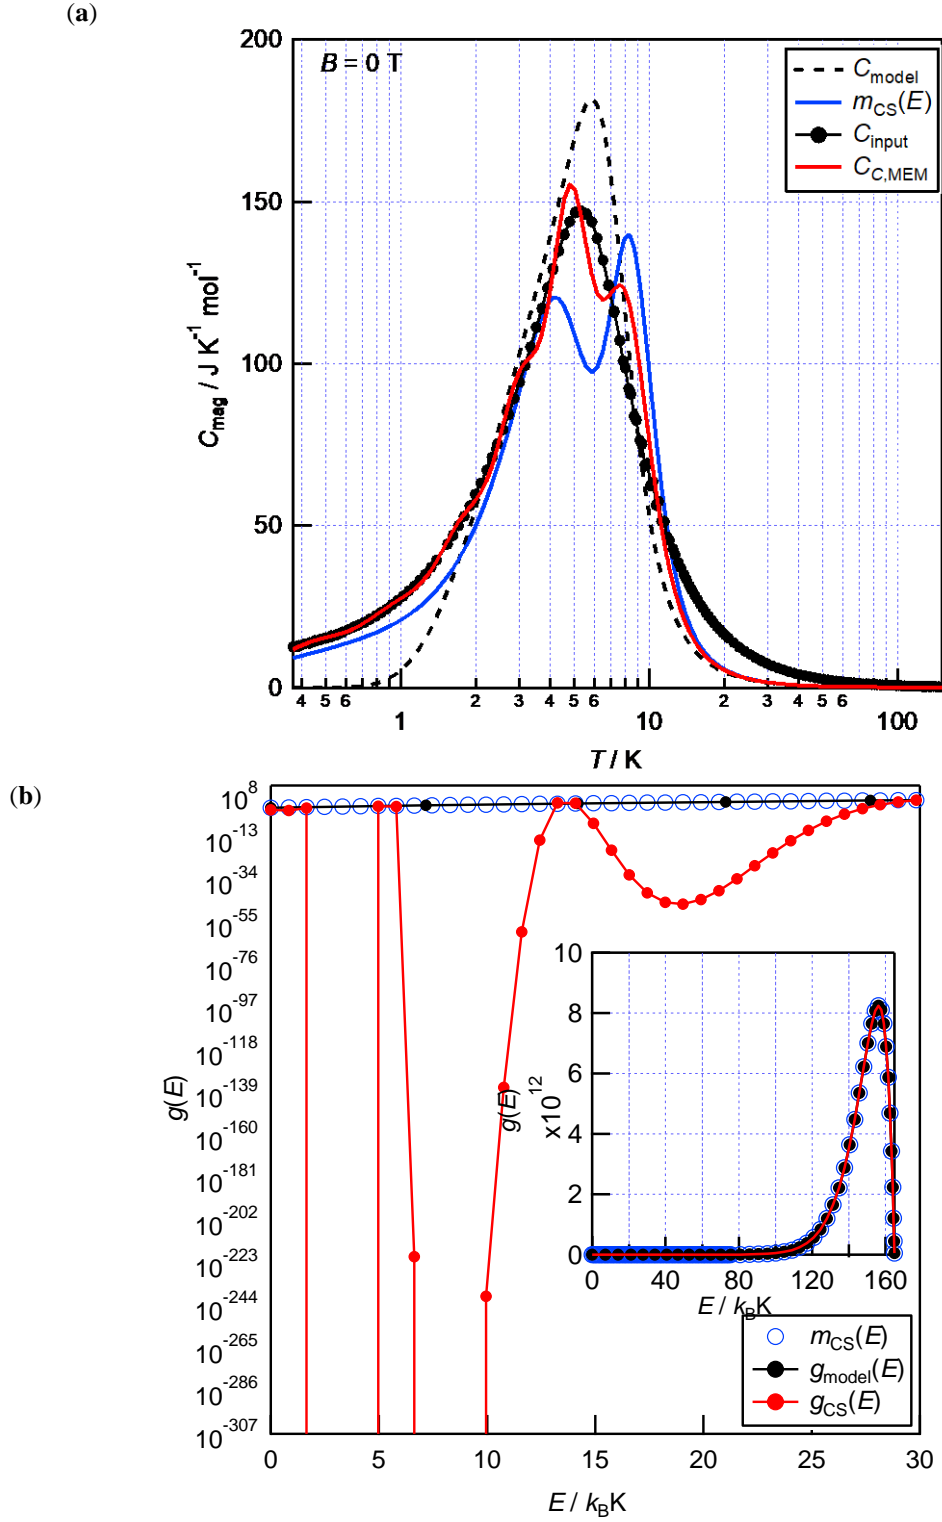 (a)
200
150
100
50
0
B = 0 T
C_model
m_CS(E)
C_input
C_C,MEM
C_mag / J K^-1 mol^-1
4 5 6 2 3 4 5 6 2 3 4 5 6
1 10 100
T / K
(b)
10^8
10^-13
10^-34
10^-55
10^-76
10^-97
10^-118
10^-139
10^-160
10^-181
10^-202
10^-223
10^-244
10^-265
10^-286
10^-307
g(E)
0 5 10 15 20 25 30
E / k_BK
10
8
6
4
2
0
g(E)
x10^12
0 40 80 120 160
E / k_BK
m_CS(E)
g_model(E)
g_CS(E)